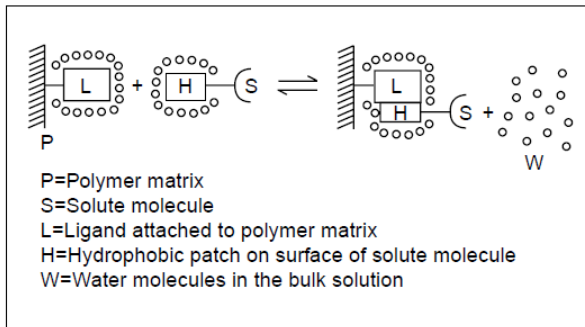 L + H S L H S +
P W
P=Polymer matrix
S=Solute molecule
L=Ligand attached to polymer matrix
H=Hydrophobic patch on surface of solute molecule
W=Water molecules in the bulk solution